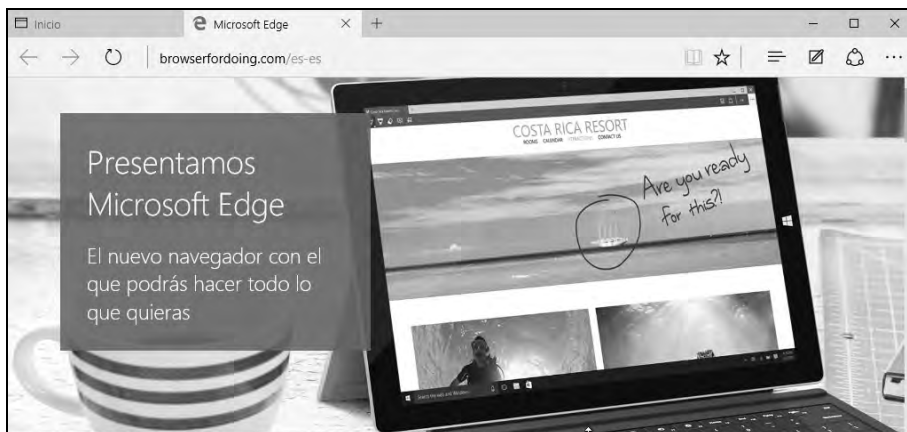 Inicio
Microsoft Edge
browserfordoing.com/es-es
COSTA RICA RESORT
ROOMS CALENDAR CONTACT US
Are you ready
for this?!
Presentamos
Microsoft Edge
El nuevo navegador con el
que podrás hacer todo lo
que quieras